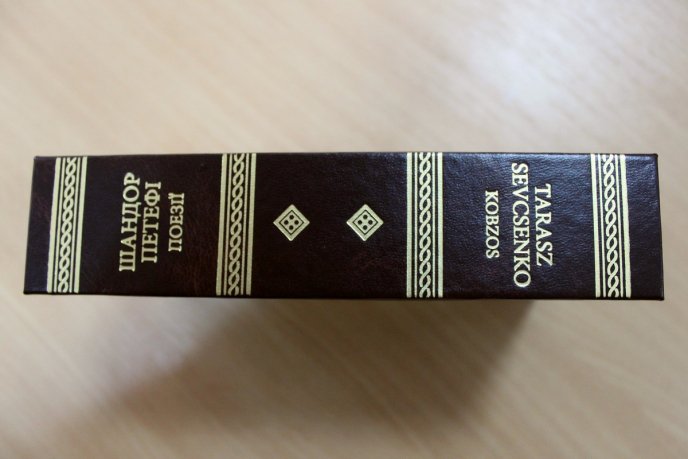 ШАНДОР
ПЕТЕФІ
ПОЕЗІЇ
TARASZ
SEVCSENKO
KOBZOS